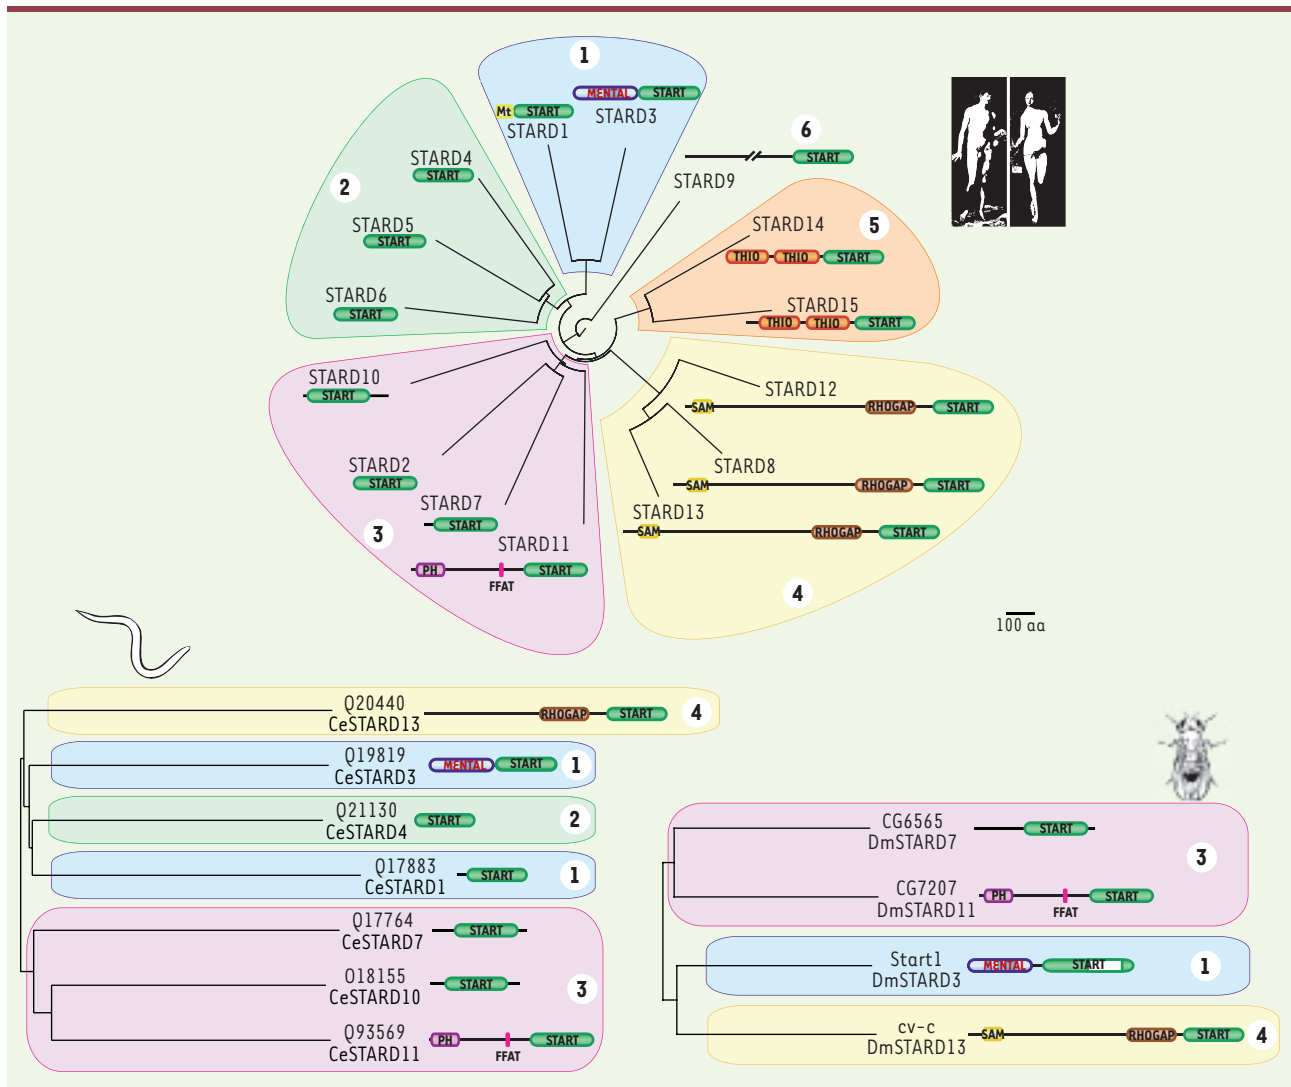 1
MENTAL START
Mt START
STARD1
STARD3
6
START
STARD9
2
STARD4
START
STARD5
START
STARD6
START
5
STARD14
THIO THIO START
STARD15
THIO THIO START
STARD10
START
STARD2
START
STARD7
START
3
STARD11
PH START
FFAT
STARD12
SAM RHOGAP START
STARD8
SAM RHOGAP START
STARD13
SAM RHOGAP START
4
100 aa
Q20440
CeSTARD13
RHOGAP START
4
Q19819
CeSTARD3
MENTAL START
1
Q21130
CeSTARD4
START
2
Q17883
CeSTARD1
START
1
Q17764
CeSTARD7
START
O18155
CeSTARD10
START
3
Q93569
CeSTARD11
PH START
FFAT
CG6565
DmSTARD7
START
3
CG7207
DmSTARD11
PH START
FFAT
Start1
DmSTARD3
MENTAL START
1
cv-c
DmSTARD13
SAM RHOGAP START
4